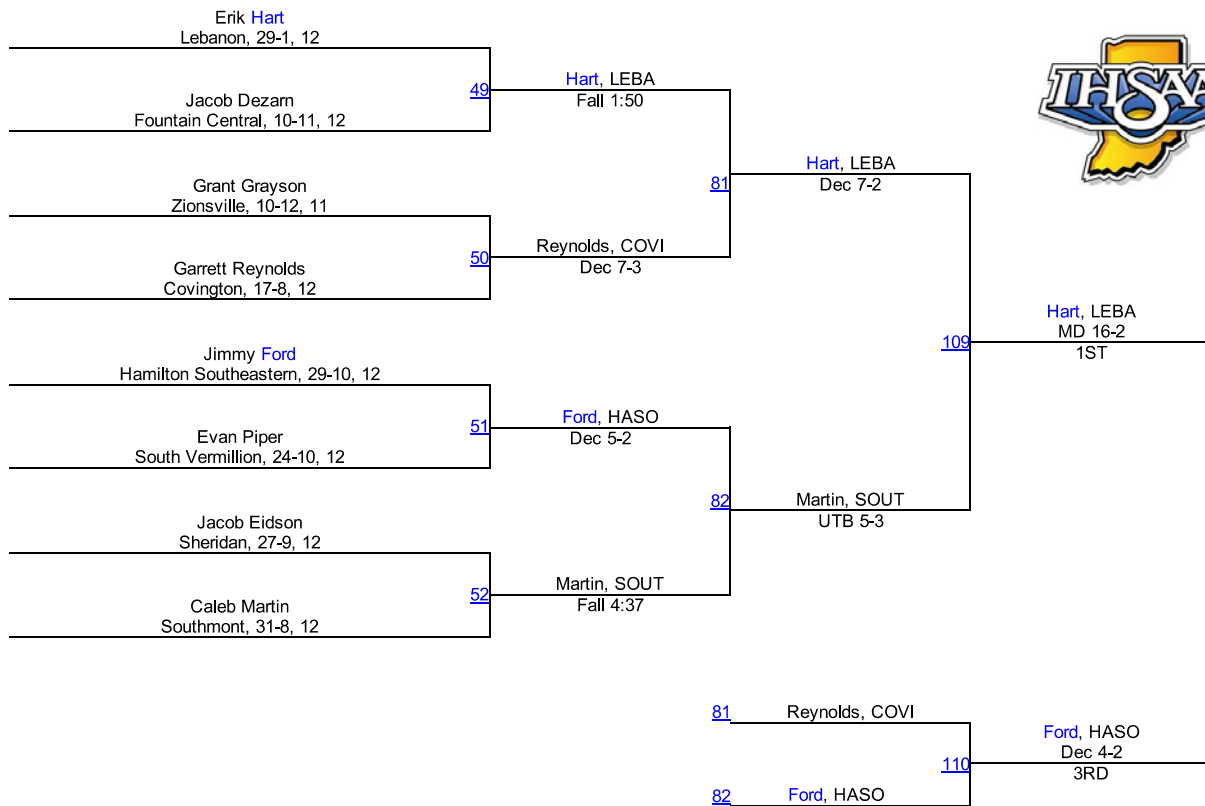 Erik Hart
Lebanon, 29-1, 12
49
Hart, LEBA
Fall 1:50
Jacob Dezarn
Fountain Central, 10-11, 12
81
Hart, LEBA
Dec 7-2
Grant Grayson
Zionsville, 10-12, 11
50
Reynolds, COVI
Dec 7-3
Garrett Reynolds
Covington, 17-8, 12
109
Hart, LEBA
MD 16-2
1ST
Jimmy Ford
Hamilton Southeastern, 29-10, 12
51
Ford, HASO
Dec 5-2
Evan Piper
South Vermillion, 24-10, 12
82
Martin, SOUT
UTB 5-3
Jacob Eidson
Sheridan, 27-9, 12
52
Martin, SOUT
Fall 4:37
Caleb Martin
Southmont, 31-8, 12
81
Reynolds, COVI
110
Ford, HASO
Dec 4-2
3RD
82
Ford, HASO
IHSAA